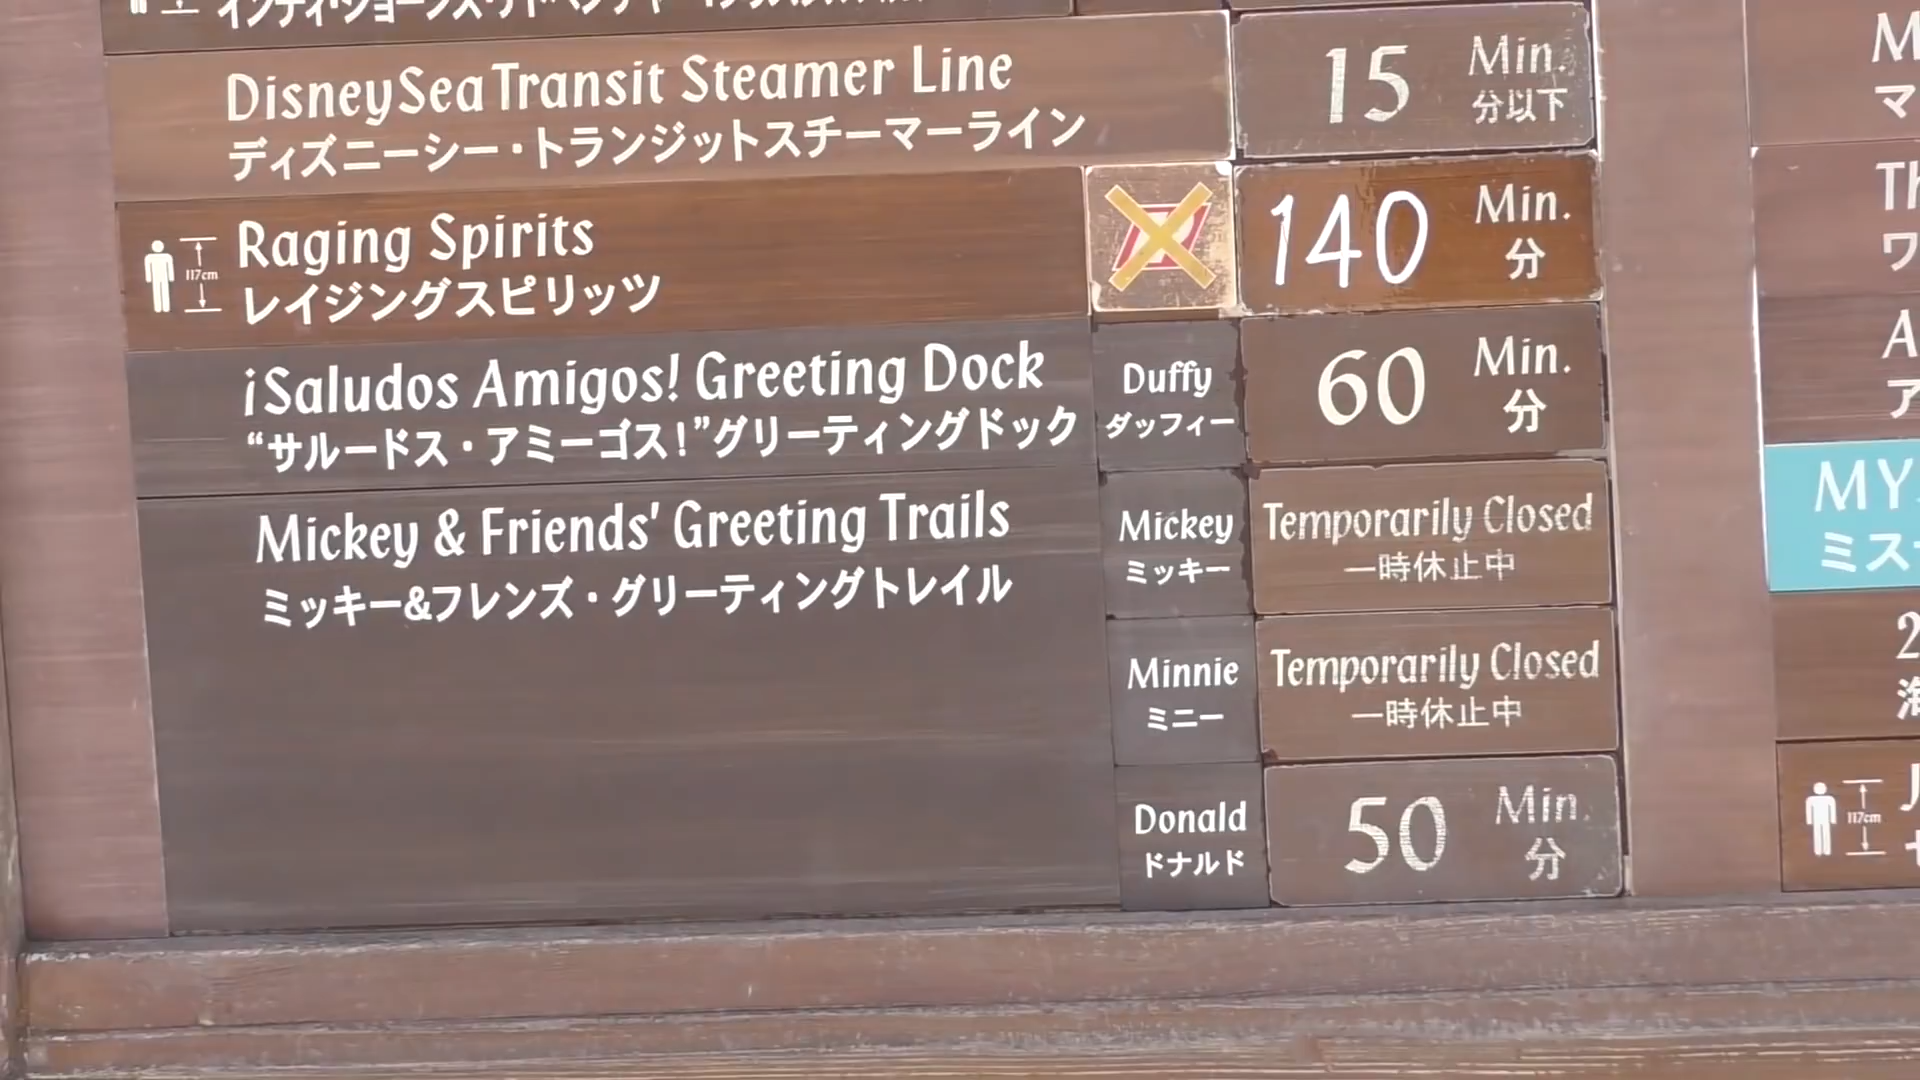 DisneySea Transit Steamer Line
ディズニーシー・トランジットスチーマーライン
15 Min.
分以下
117cm
Raging Spirits
レイジングスピリッツ
140 Min.
分
¡Saludos Amigos! Greeting Dock
“サルードス・アミーゴス!”グリーティングドック
Duffy
ダッフィー
60 Min.
分
Mickey & Friends' Greeting Trails
ミッキー&フレンズ・グリーティングトレイル
Mickey
ミッキー
Temporarily Closed
一時休止中
Minnie
ミニー
Temporarily Closed
一時休止中
Donald
ドナルド
50 Min.
分
M
マ
Th
ワ
A
ア
MY
ミス
2
海
117cm
J